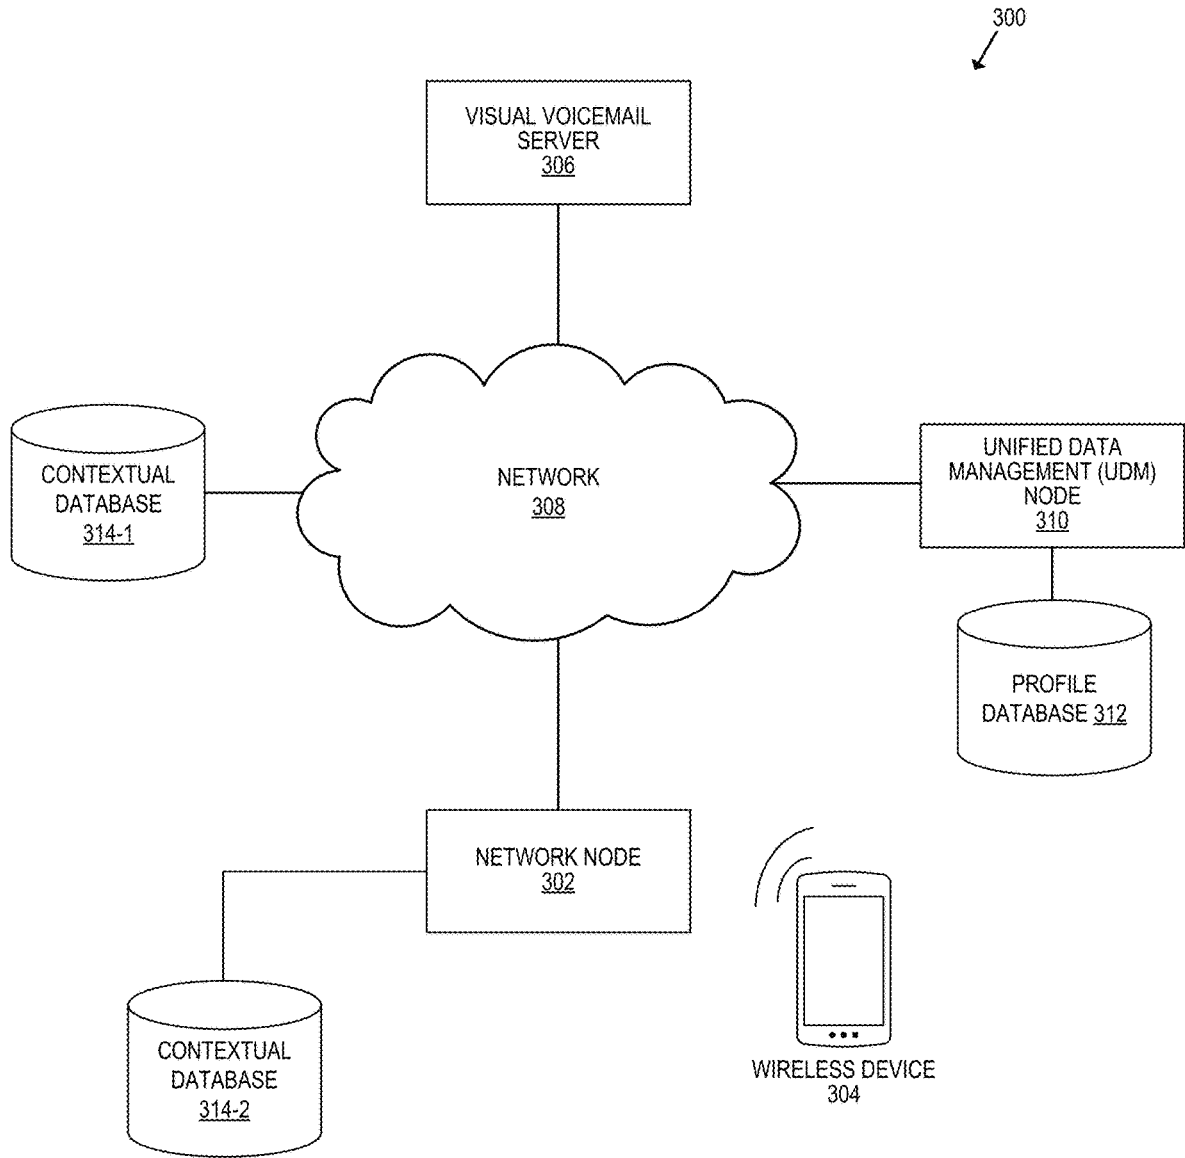 300
VISUAL VOICEMAIL
SERVER
306
CONTEXTUAL
DATABASE
314-1
NETWORK
308
UNIFIED DATA
MANAGEMENT (UDM)
NODE
310
PROFILE
DATABASE 312
NETWORK NODE
302
CONTEXTUAL
DATABASE
314-2
WIRELESS DEVICE
304